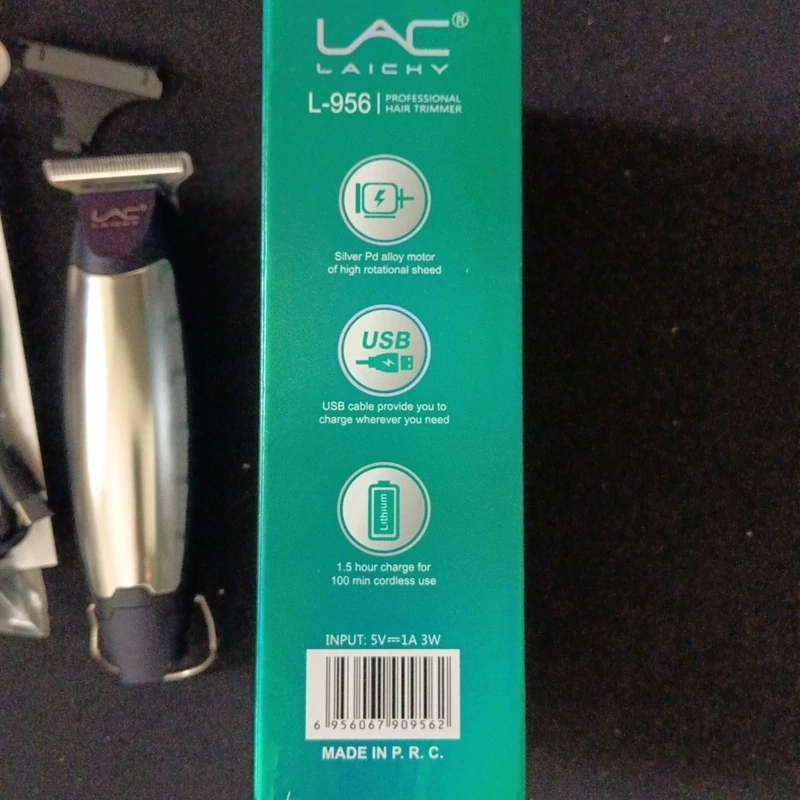 LAC®
LAICHY
L-956 | PROFESSIONAL
HAIR TRIMMER
Silver Pd alloy motor
of high rotational sheed
USB
USB cable provide you to
charge wherever you need
Lithium
1.5 hour charge for
100 min cordless use
INPUT: 5V⎓1A 3W
6 956067 909562
MADE IN P. R. C.
LAC